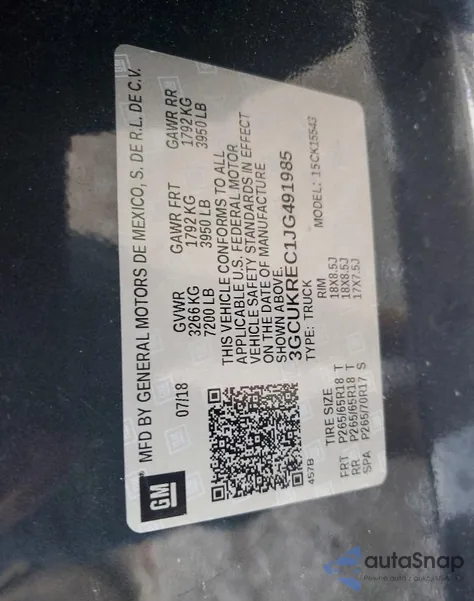 GM
MFD BY GENERAL MOTORS DE MEXICO, S. DE R.L. DE C.V.
07/18
GVWR GAWR FRT GAWR RR
3266 KG 1792 KG 1792 KG
7200 LB 3950 LB 3950 LB
THIS VEHICLE CONFORMS TO ALL
APPLICABLE U.S. FEDERAL MOTOR
VEHICLE SAFETY STANDARDS IN EFFECT
ON THE DATE OF MANUFACTURE
SHOWN ABOVE.
3GCUKREC1JG491985
TYPE: TRUCK MODEL: 15CK15543
457B
TIRE SIZE RIM
FRT P265/65R18 T 18X8.5J
RR P265/65R18 T 18X8.5J
SPA P265/70R17 S 17X7.5J
autaSnap